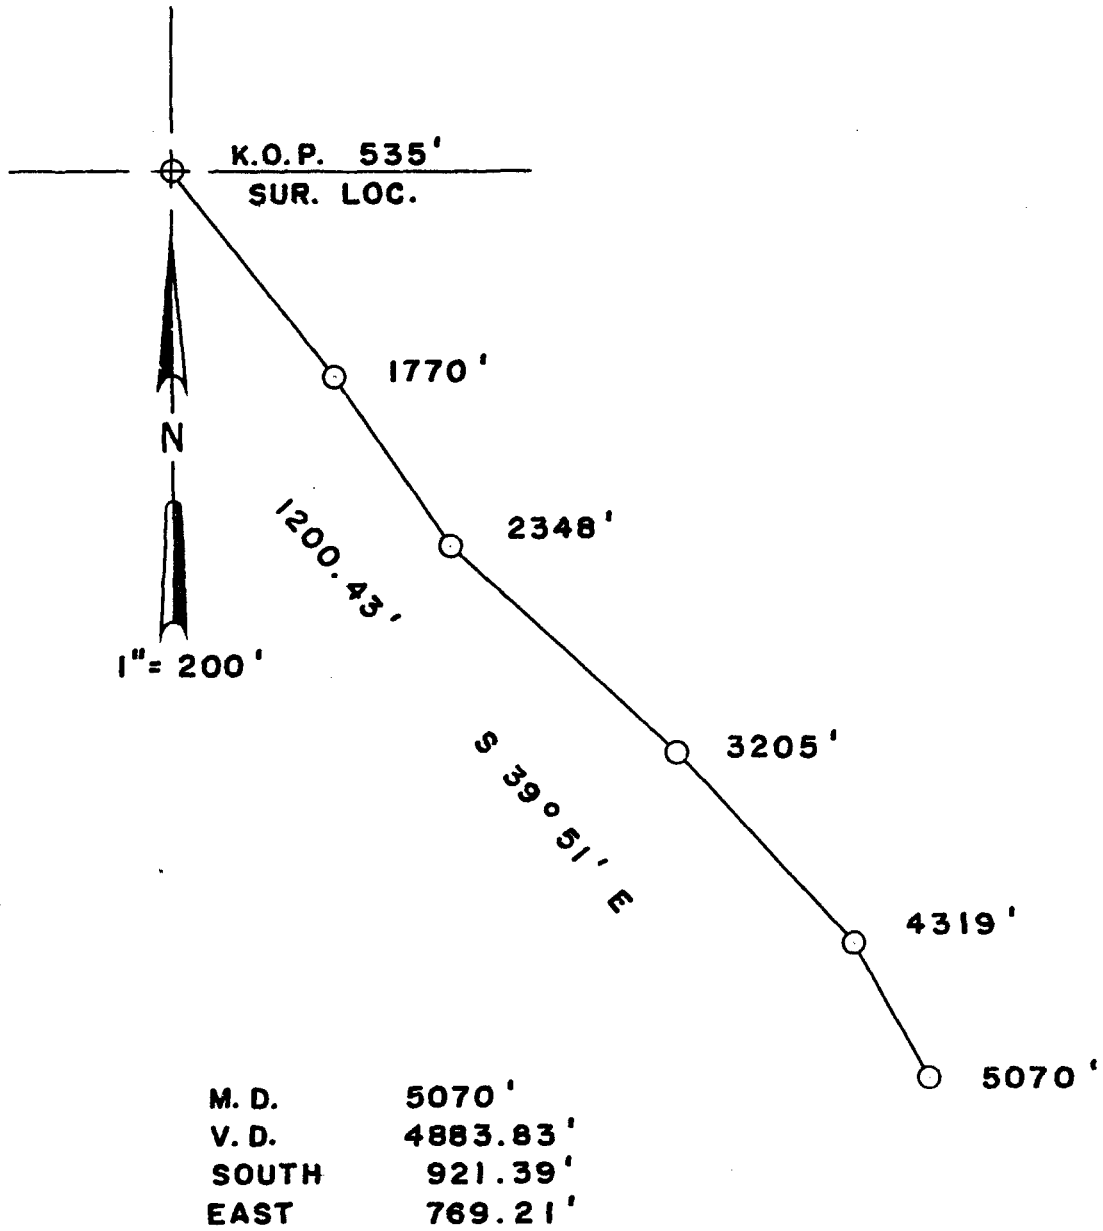 K.O.P. 535'
SUR. LOC.
1770'
N
2348'
1200.43'
1"= 200'
3205'
S 39° 51' E
4319'
5070'
M.D. 5070'
V.D. 4883.83'
SOUTH 921.39'
EAST 769.21'